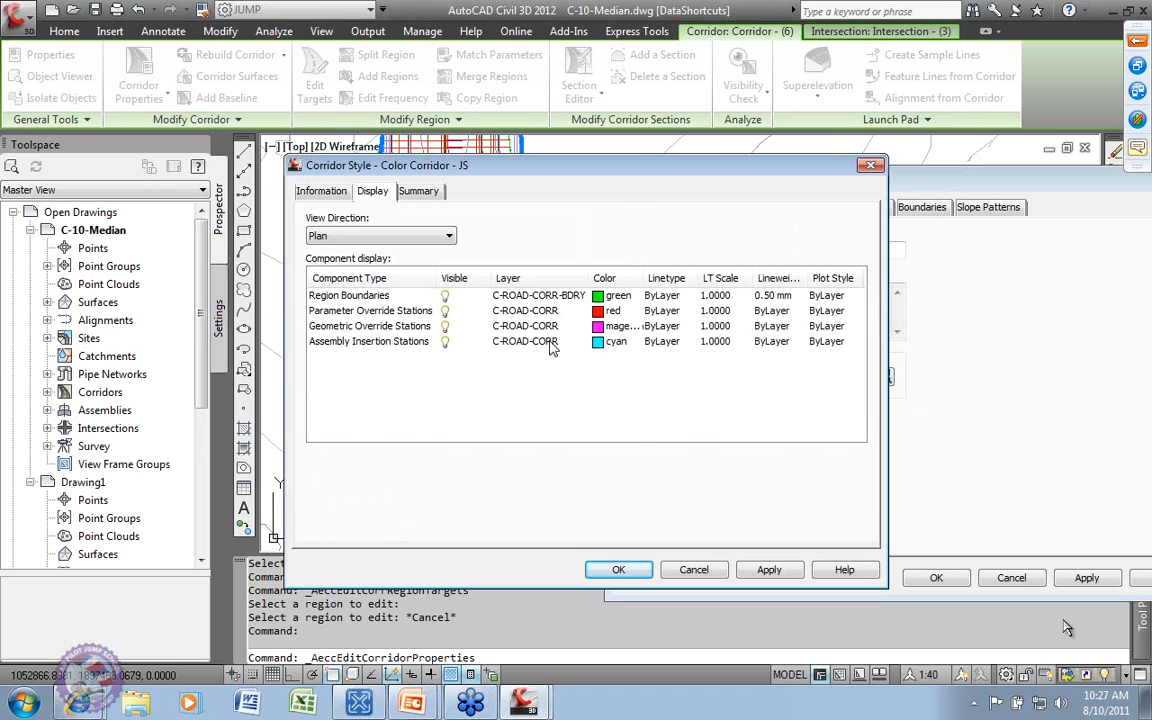 JUMP
AutoCAD Civil 3D 2012
C-10-Median.dwg [DataShortcuts]
Type a keyword or phrase
Home
Insert
Annotate
Modify
Analyze
View
Output
Manage
Help
Online
Add-Ins
Express Tools
Corridor: Corridor - (6)
Intersection: Intersection - (3)
Properties
Object Viewer
Isolate Objects
Corridor Properties
Rebuild Corridor
Corridor Surfaces
Add Baseline
Edit Targets
Split Region
Add Regions
Edit Frequency
Match Parameters
Merge Regions
Copy Region
Section Editor
Add a Section
Delete a Section
Visibility Check
Superelevation
Create Sample Lines
Feature Lines from Corridor
Alignment from Corridor
General Tools
Modify Corridor
Modify Region
Modify Corridor Sections
Analyze
Launch Pad
Toolspace
[−] [Top] [2D Wireframe
Master View
Open Drawings
C-10-Median
Points
Point Groups
Point Clouds
Surfaces
Alignments
Sites
Catchments
Pipe Networks
Corridors
Assemblies
Intersections
Survey
View Frame Groups
Drawing1
Points
Point Groups
Point Clouds
Surfaces
Prospector
Settings
Corridor Style - Color Corridor - JS
Information
Display
Summary
View Direction:
Plan
Component display:
Component Type Visible Layer Color Linetype LT Scale Linewei... Plot Style
Region Boundaries C-ROAD-CORR-BDRY green ByLayer 1.0000 0.50 mm ByLayer
Parameter Override Stations C-ROAD-CORR red ByLayer 1.0000 ByLayer
Geometric Override Stations C-ROAD-CORR mage... ByLayer 1.0000 ByLayer
Assembly Insertion Stations C-ROAD-CORR cyan ByLayer 1.0000 ByLayer
OK
Cancel
Apply
Help
Boundaries
Slope Patterns
OK
Cancel
Apply
Y
Selec
Comma
Command: _AeccEditCorridorRegionTargets
Select a region to edit:
Select a region to edit: *Cancel*
Command:
Command: _AeccEditCorridorProperties
Tool P
1:40
MODEL
10:27 AM
8/10/2011